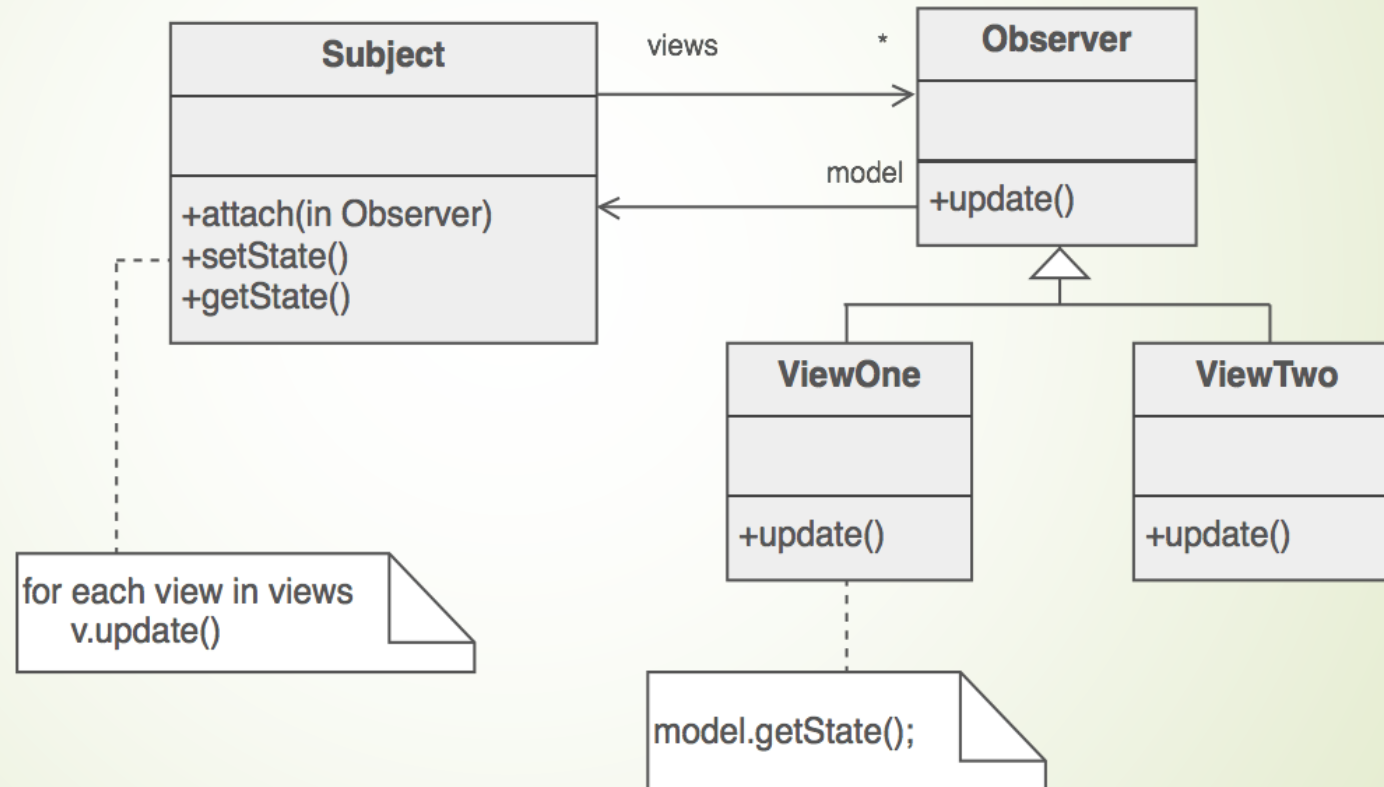 Subject
+attach(in Observer)
+setState()
+getState()
views
*
model
Observer
+update()
ViewOne
+update()
ViewTwo
+update()
for each view in views
v.update()
model.getState();